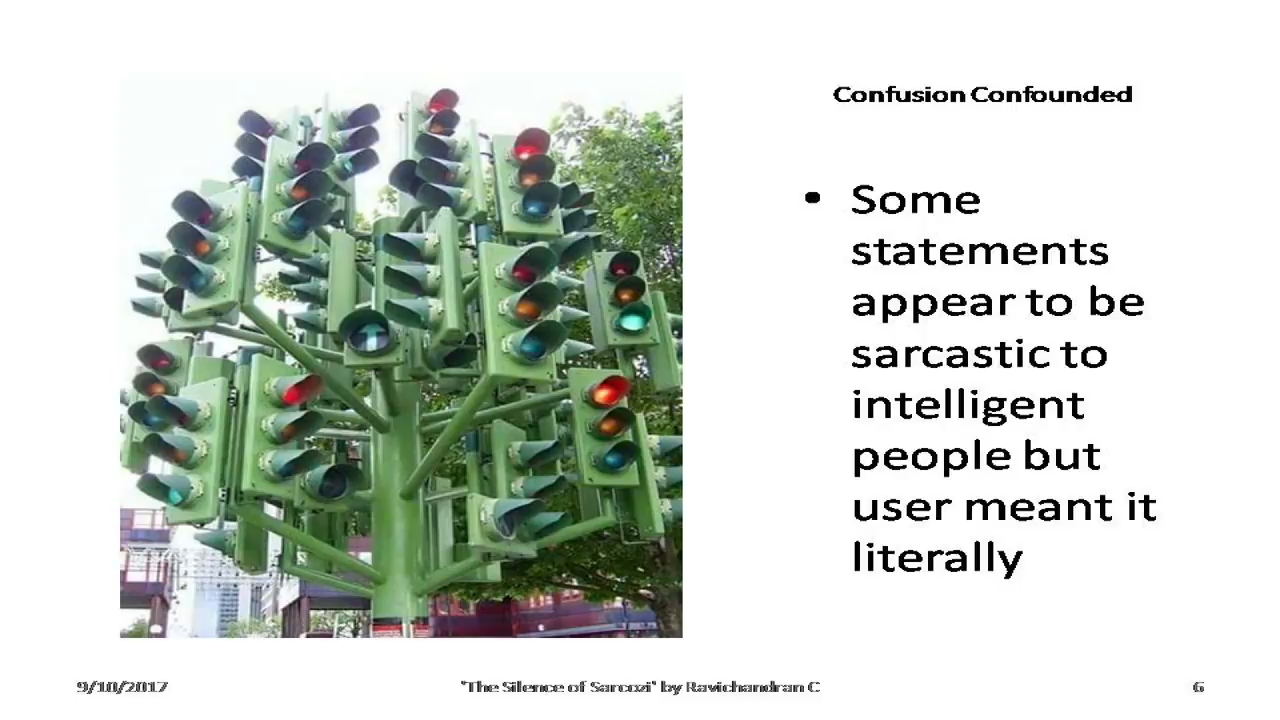 Confusion Confounded
• Some
statements
appear to be
sarcastic to
intelligent
people but
user meant it
literally
9/10/2017
'The Silence of Sarcozi' by Ravichandran C
6